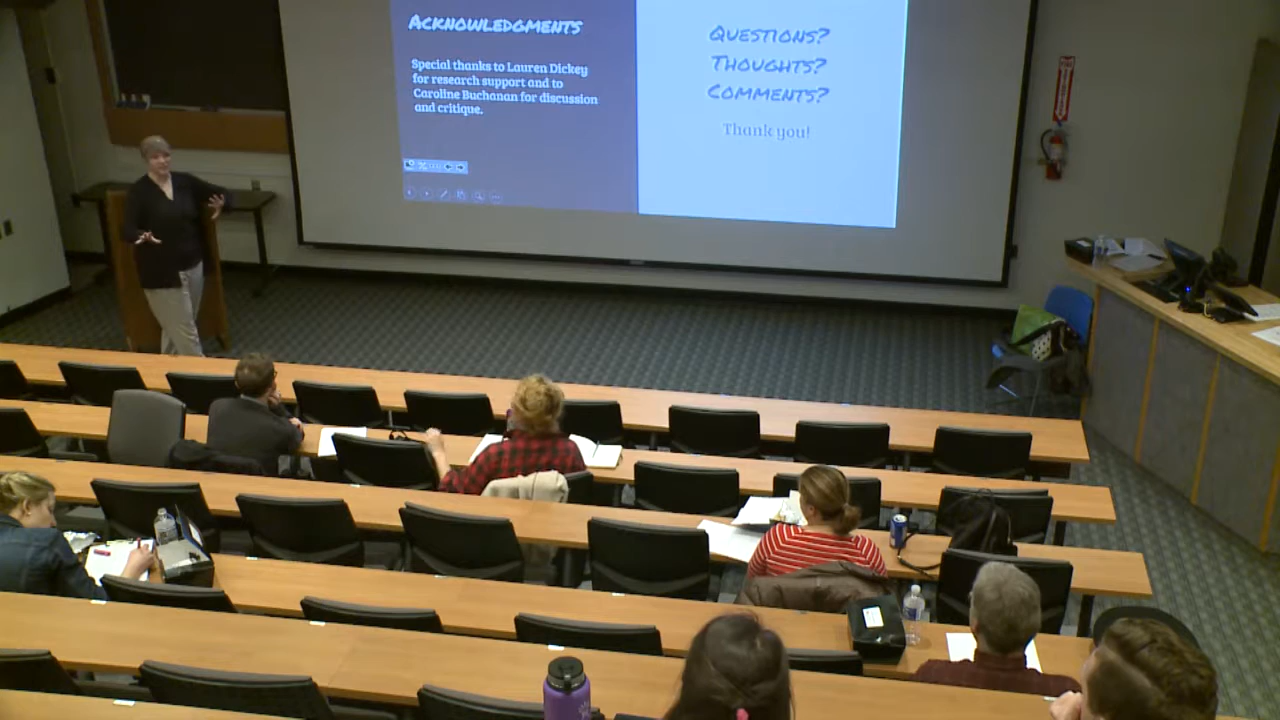 Acknowledgments
Special thanks to Lauren Dickey
for research support and to
Caroline Buchanan for discussion
and critique.
Questions?
Thoughts?
Comments?
Thank you!